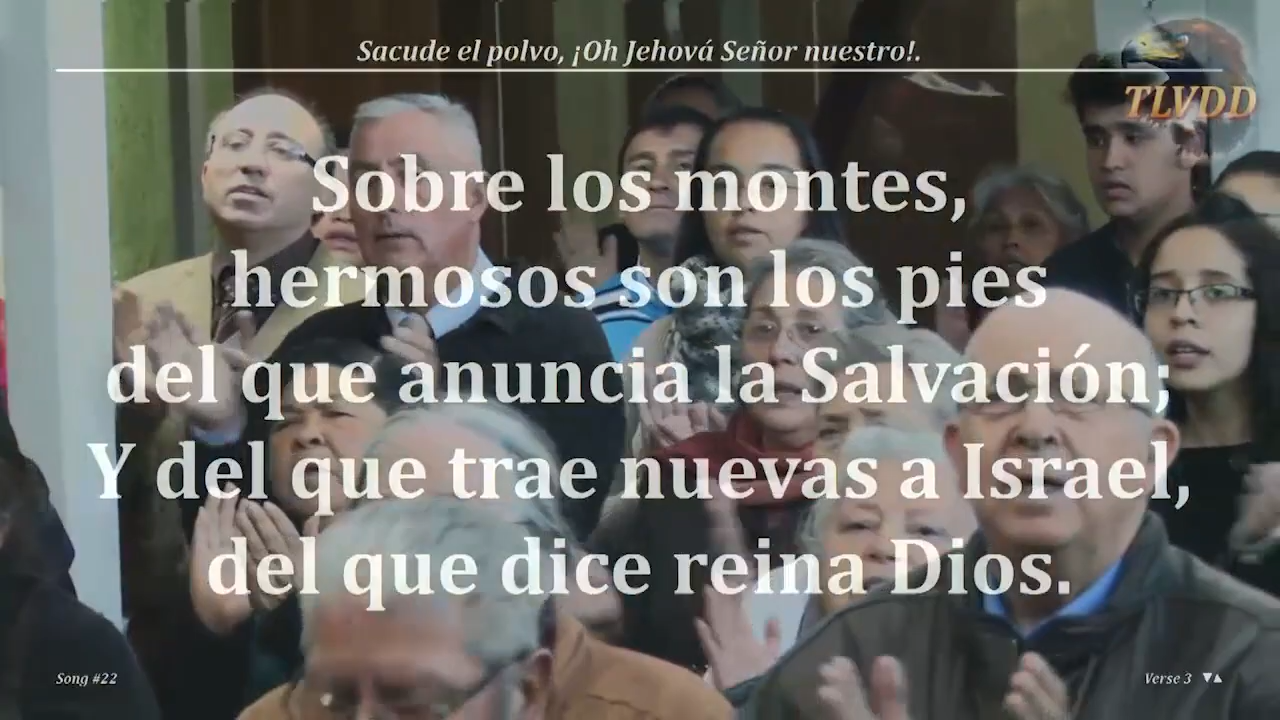 Sacude el polvo, ¡Oh Jehová Señor nuestro!.
TLVDD
Sobre los montes,
hermosos son los pies
del que anuncia la Salvación;
Y del que trae nuevas a Israel,
del que dice reina Dios.
Song #22
Verse 3 ▼▲